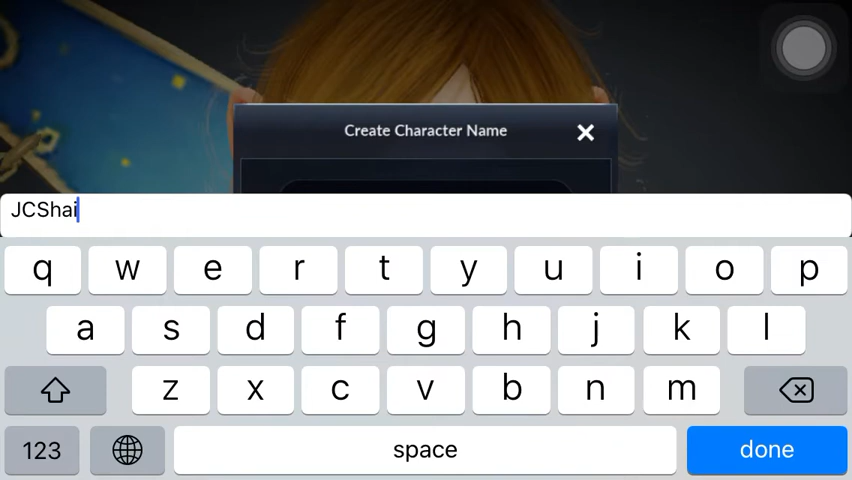 Create Character Name
JCShai
q w e r t y u i o p
a s d f g h j k l
z x c v b n m
123 space done